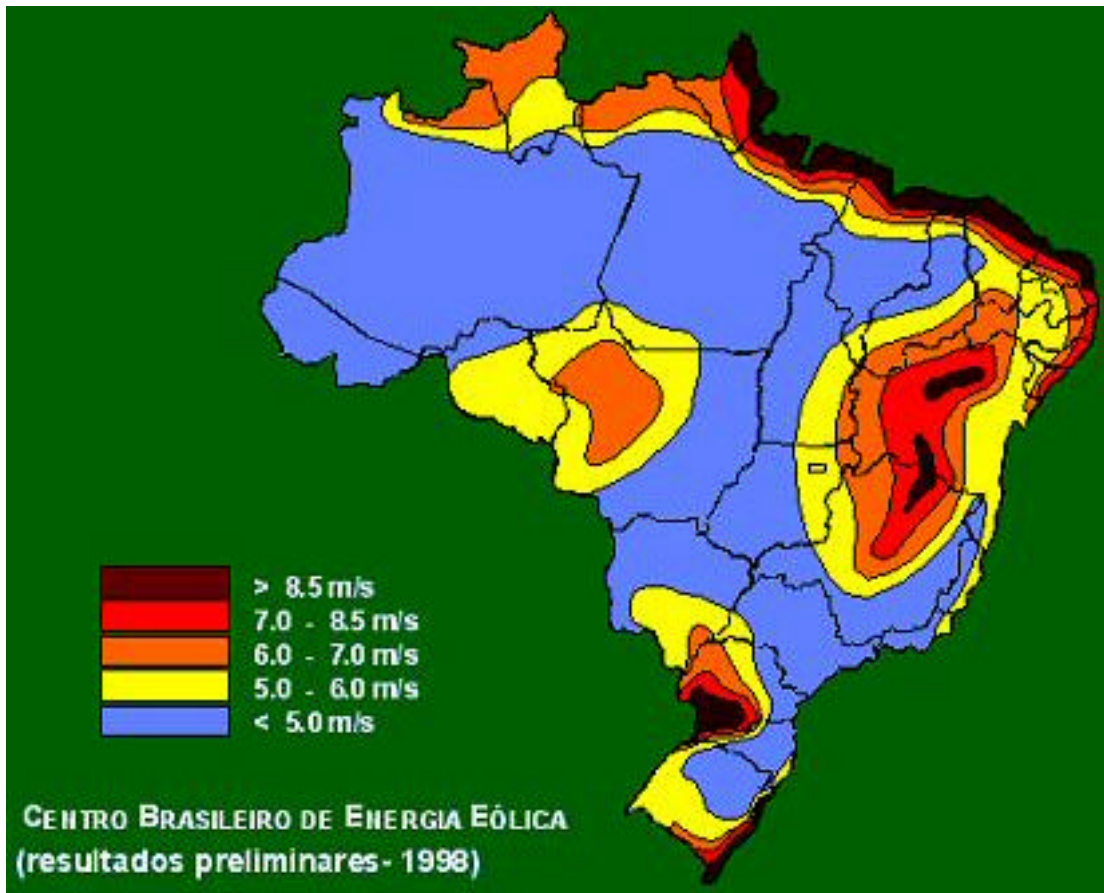 > 8.5 m/s
7.0 - 8.5 m/s
6.0 - 7.0 m/s
5.0 - 6.0 m/s
< 5.0 m/s
CENTRO BRASILEIRO DE ENERGIA EÓLICA
(resultados preliminares- 1998)